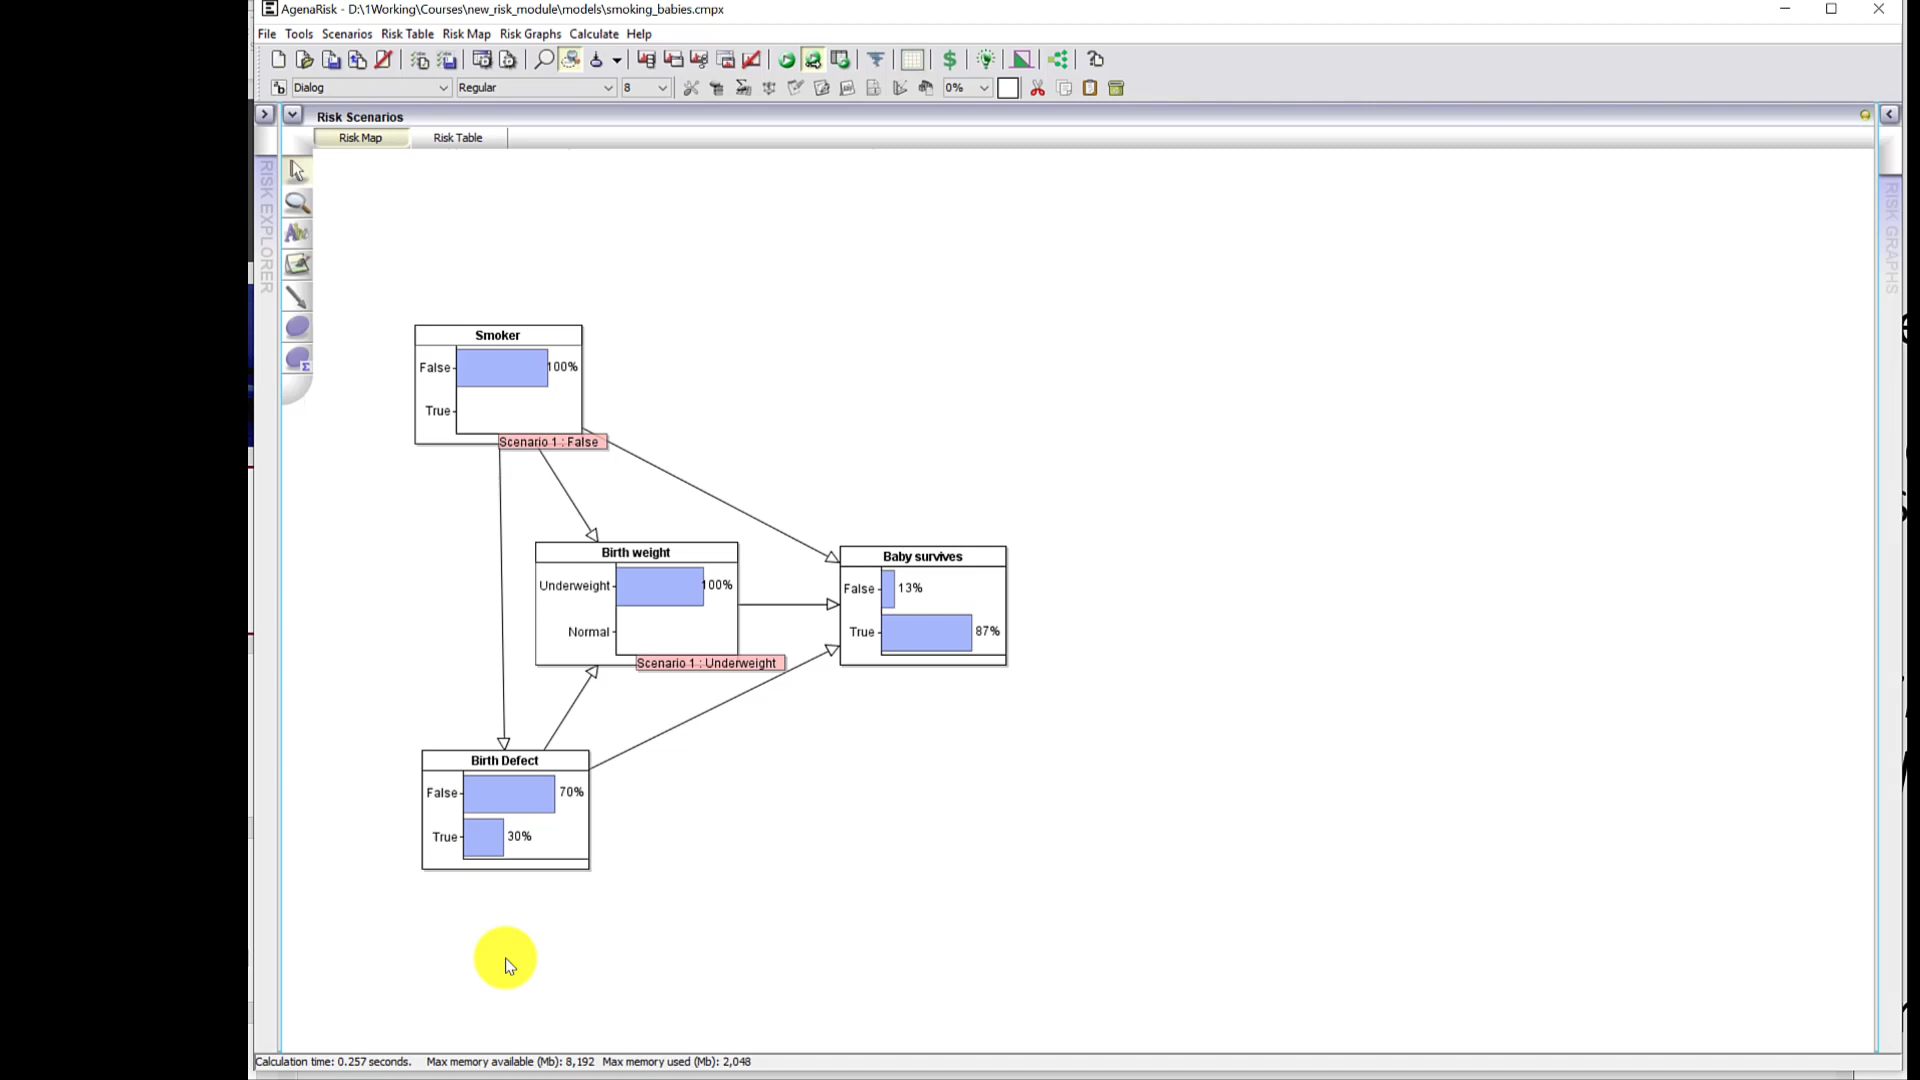 AgenaRisk - D:\1Working\Courses\new_risk_module\models\smoking_babies.cmpx
File Tools Scenarios Risk Table Risk Map Risk Graphs Calculate Help
Dialog Regular 8 0%
Risk Scenarios
Risk Map Risk Table
RISK EXPLORER
RISK GRAPHS
Smoker
False 100%
True
Scenario 1 : False
Birth weight
Underweight 100%
Normal
Scenario 1 : Underweight
Baby survives
False 13%
True 87%
Birth Defect
False 70%
True 30%
Calculation time: 0.257 seconds. Max memory available (Mb): 8,192 Max memory used (Mb): 2,048